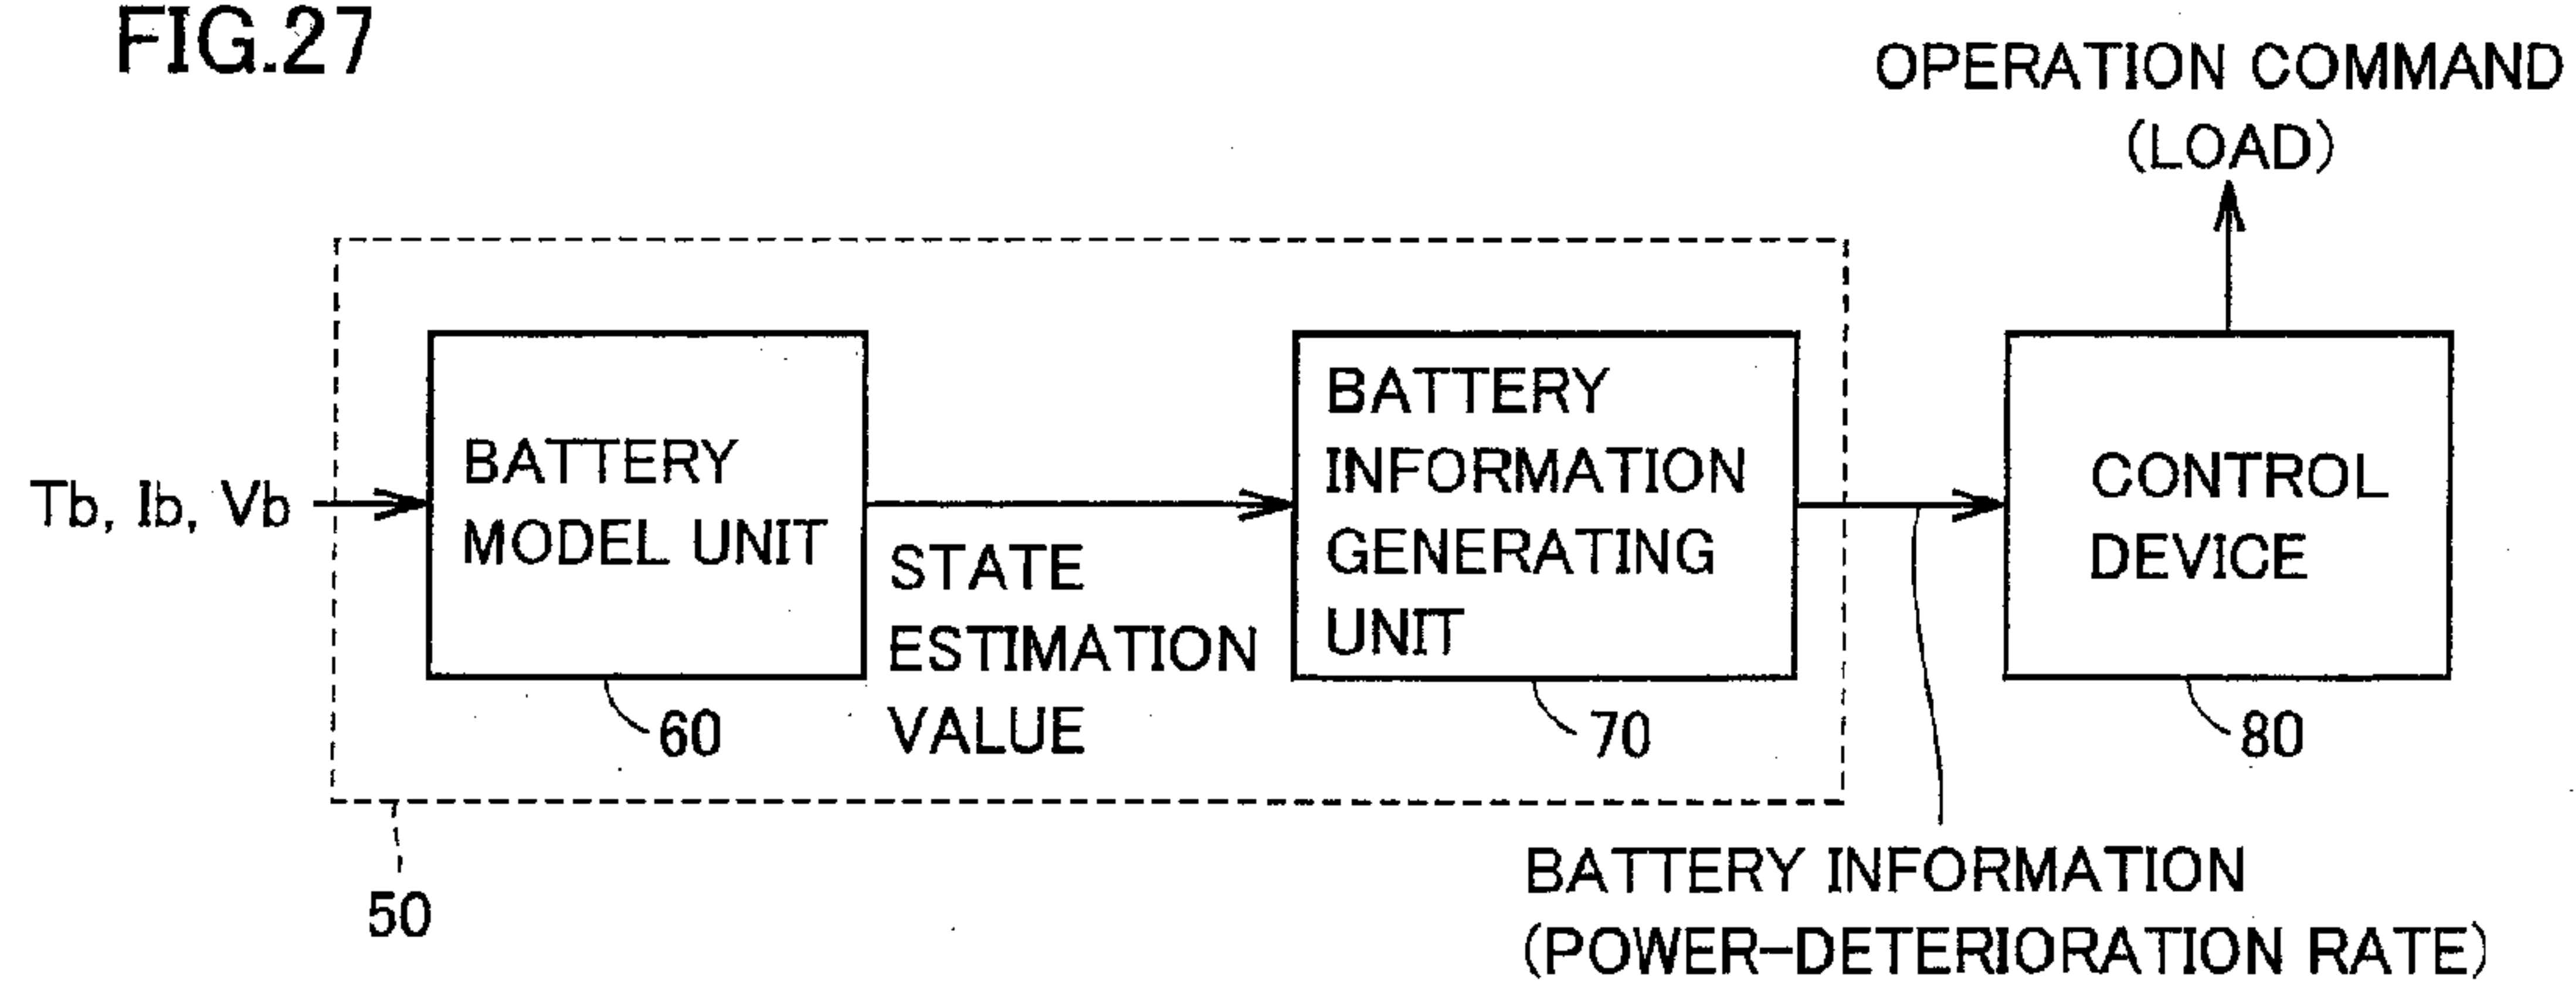 FIG.27
OPERATION COMMAND
(LOAD)
Tb, Ib, Vb
BATTERY
MODEL UNIT
60
STATE
ESTIMATION
VALUE
BATTERY
INFORMATION
GENERATING
UNIT
70
CONTROL
DEVICE
80
50
BATTERY INFORMATION
(POWER-DETERIORATION RATE)